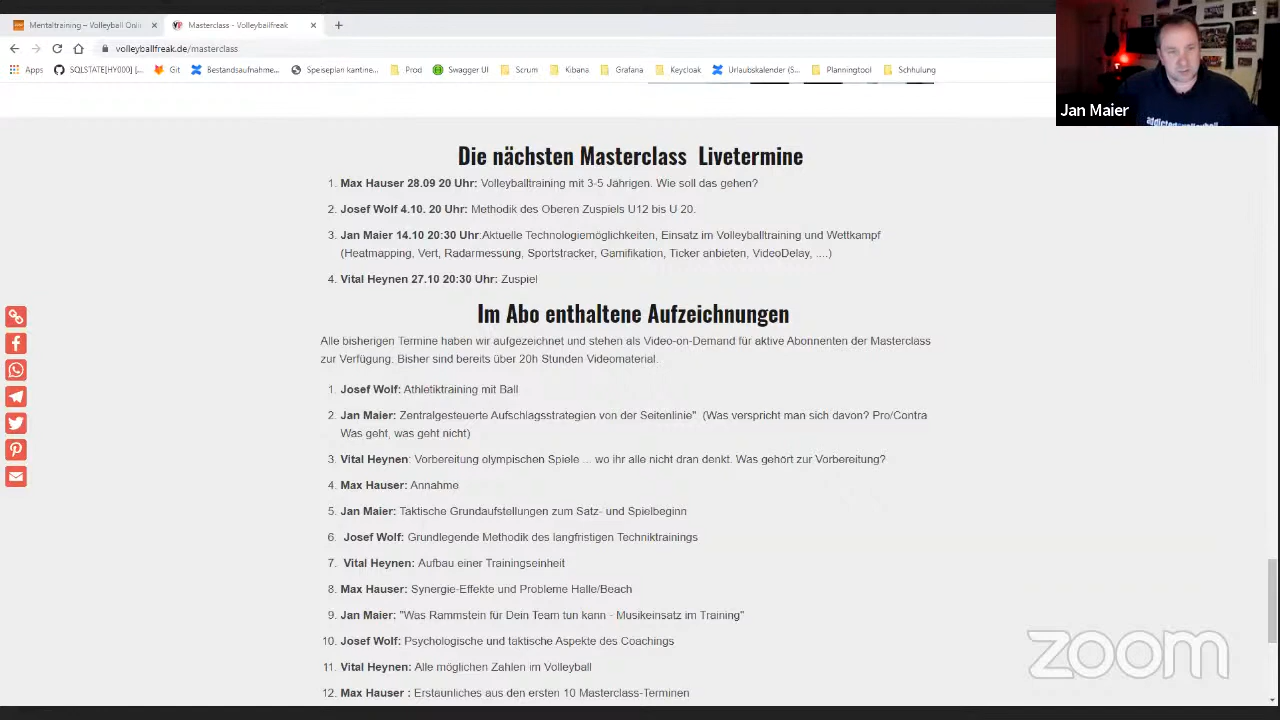 Mentaltraining – Volleyball Onlin
Masterclass - Volleyballfreak
volleyballfreak.de/masterclass
Apps
SQLSTATE[HY000] [...
Git
Bestandsaufnahme...
Speiseplan kantine...
Prod
Swagger UI
Scrum
Kibana
Grafana
Keycloak
Urlaubskalender (S...
Planningtool
Schhulung
Jan Maier
Die nächsten Masterclass Livetermine
1. Max Hauser 28.09 20 Uhr: Volleyballtraining mit 3-5 Jährigen. Wie soll das gehen?
2. Josef Wolf 4.10. 20 Uhr: Methodik des Oberen Zuspiels U12 bis U 20.
3. Jan Maier 14.10 20:30 Uhr:Aktuelle Technologiemöglichkeiten, Einsatz im Volleyballtraining und Wettkampf
(Heatmapping, Vert, Radarmessung, Sportstracker, Gamifikation, Ticker anbieten, VideoDelay, ....)
4. Vital Heynen 27.10 20:30 Uhr: Zuspiel
Im Abo enthaltene Aufzeichnungen
Alle bisherigen Termine haben wir aufgezeichnet und stehen als Video-on-Demand für aktive Abonnenten der Masterclass
zur Verfügung. Bisher sind bereits über 20h Stunden Videomaterial.
1. Josef Wolf: Athletiktraining mit Ball
2. Jan Maier: Zentralgesteuerte Aufschlagsstrategien von der Seitenlinie" (Was verspricht man sich davon? Pro/Contra
Was geht, was geht nicht)
3. Vital Heynen: Vorbereitung olympischen Spiele ... wo ihr alle nicht dran denkt. Was gehört zur Vorbereitung?
4. Max Hauser: Annahme
5. Jan Maier: Taktische Grundaufstellungen zum Satz- und Spielbeginn
6. Josef Wolf: Grundlegende Methodik des langfristigen Techniktrainings
7. Vital Heynen: Aufbau einer Trainingseinheit
8. Max Hauser: Synergie-Effekte und Probleme Halle/Beach
9. Jan Maier: "Was Rammstein für Dein Team tun kann - Musikeinsatz im Training"
10. Josef Wolf: Psychologische und taktische Aspekte des Coachings
11. Vital Heynen: Alle möglichen Zahlen im Volleyball
12. Max Hauser : Erstaunliches aus den ersten 10 Masterclass-Terminen
zoom